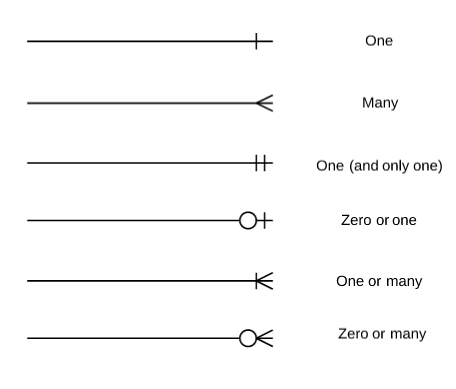 One
Many
One (and only one)
Zero or one
One or many
Zero or many